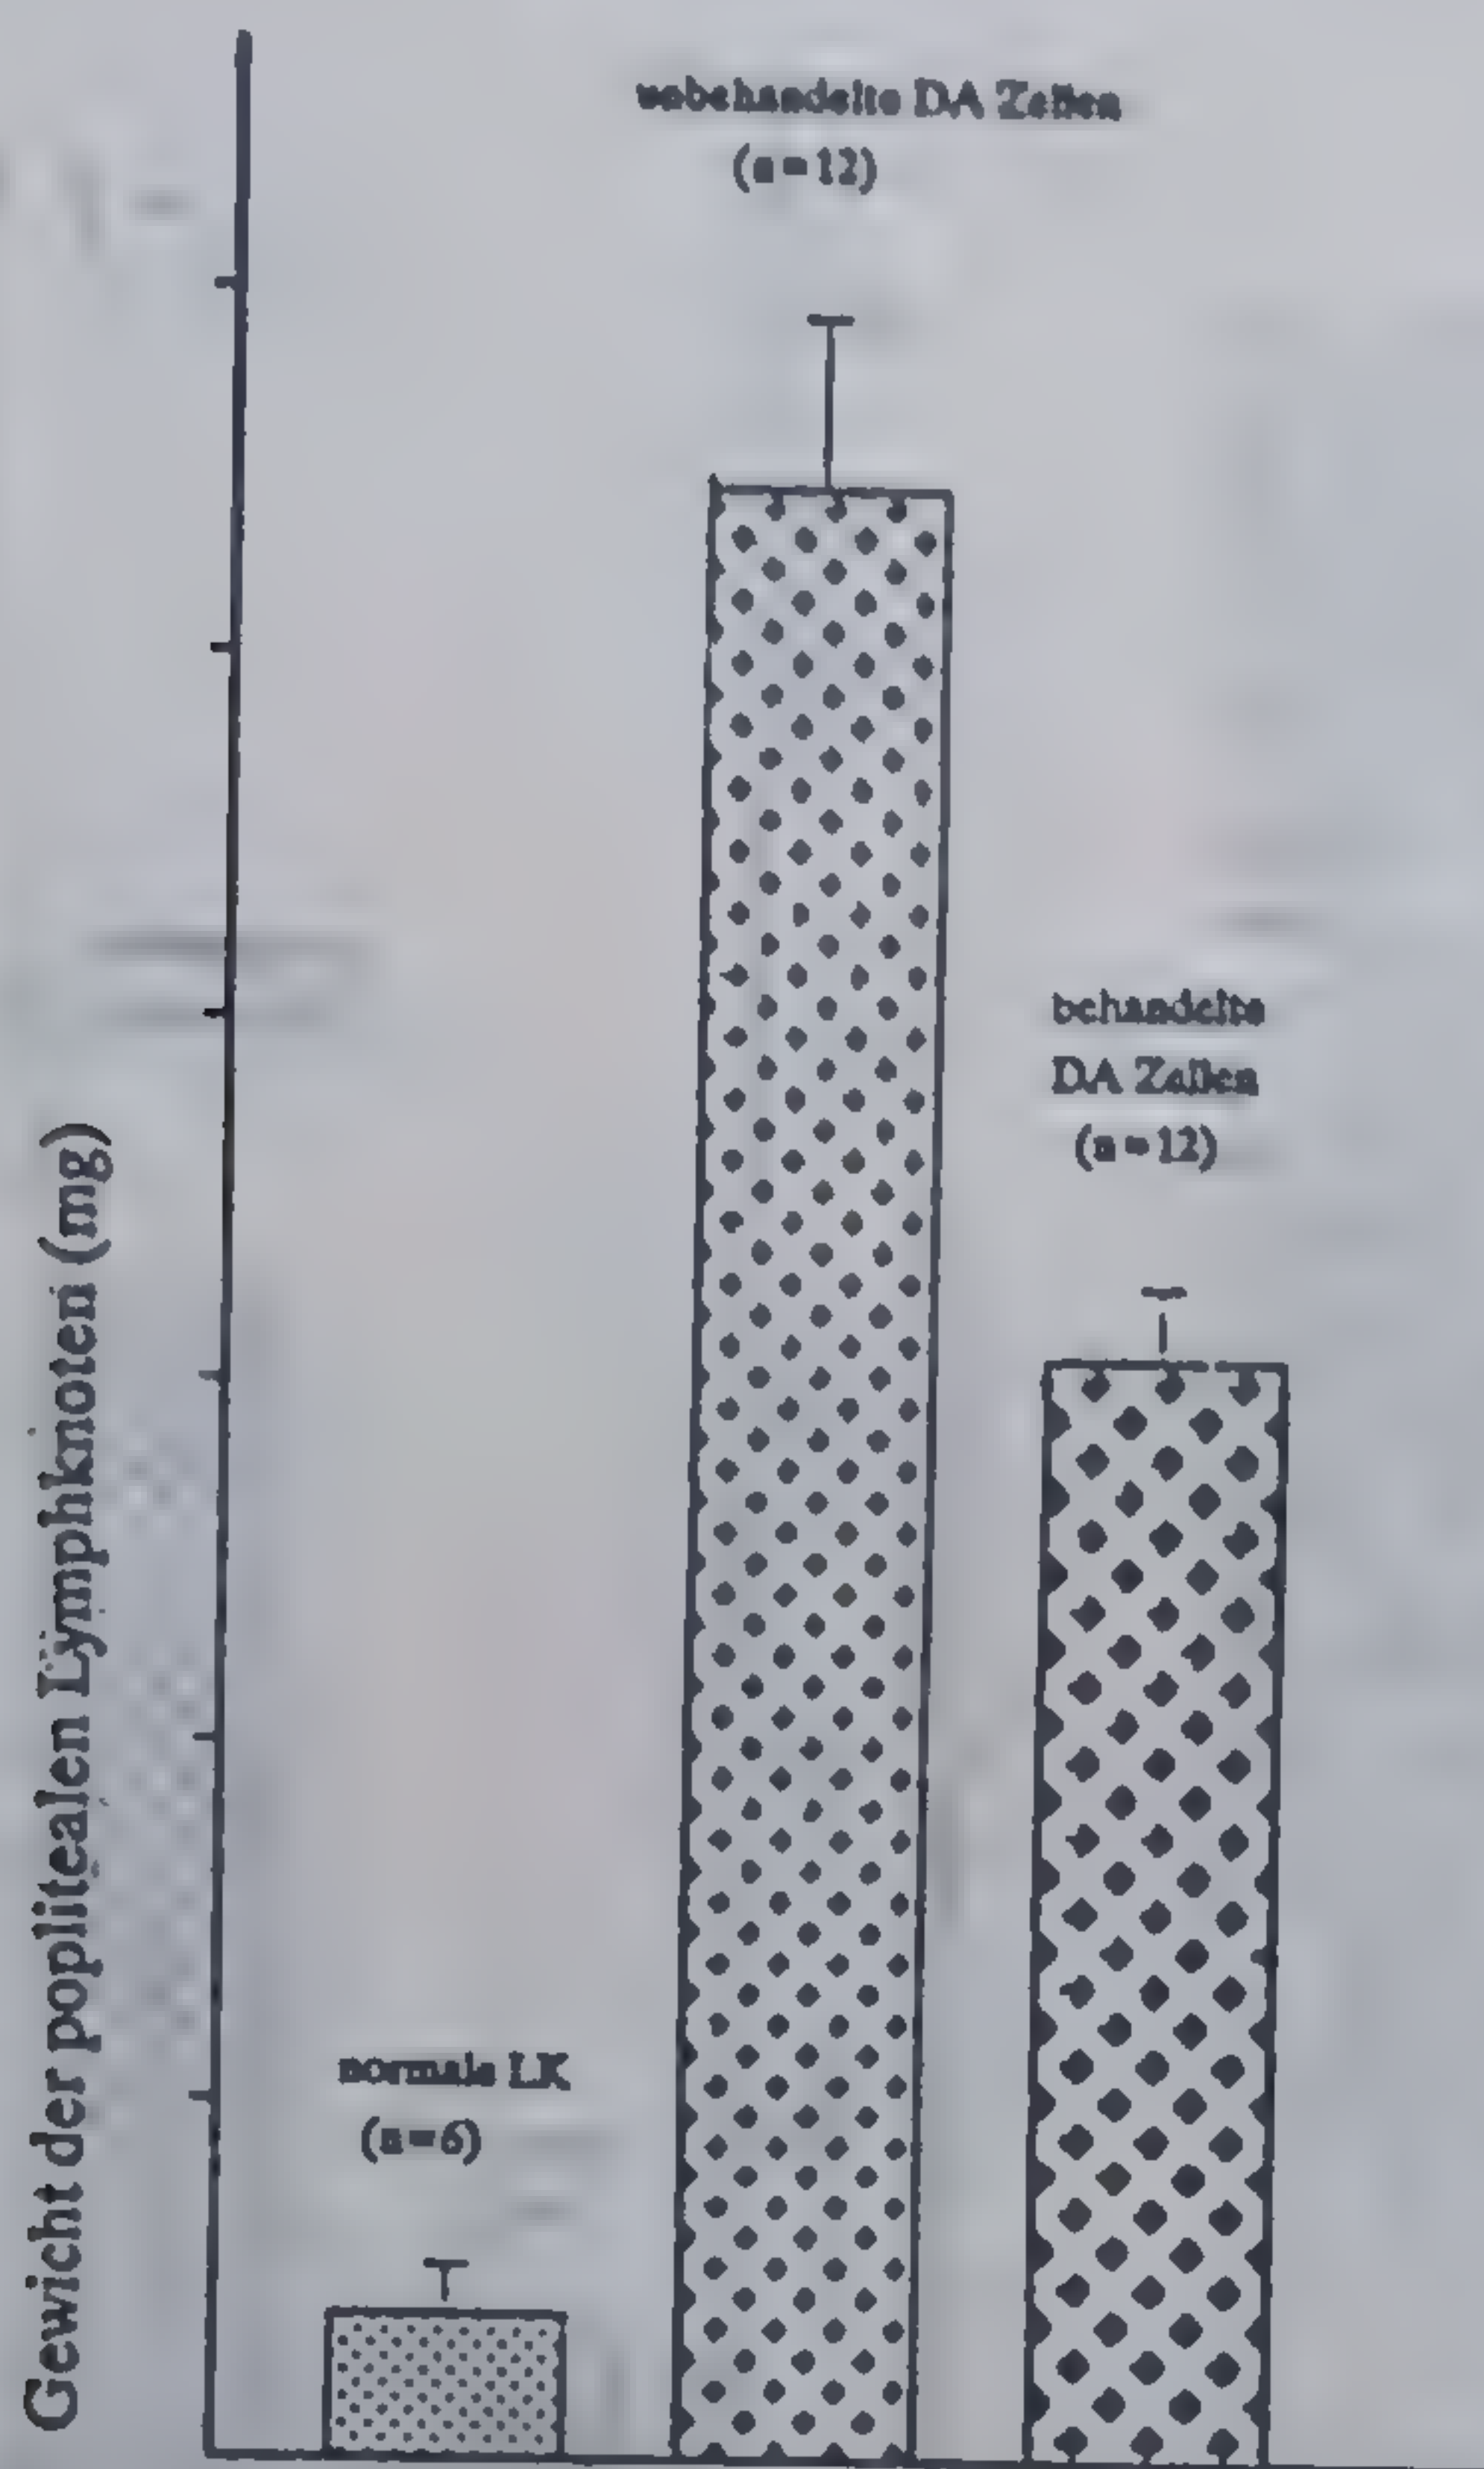 Gewicht der poplitealen Lymphknoten (mg)
unbehandelte DA Zellen
(n=12)
behandelte
DA Zellen
(n=12)
normale LK
(n=6)